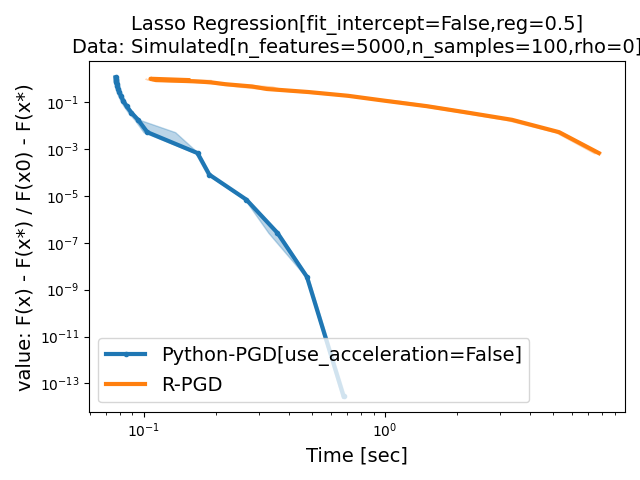 Lasso Regression[fit_intercept=False,reg=0.5]
Data: Simulated[n_features=5000,n_samples=100,rho=0]
value: F(x) - F(x*) / F(x0) - F(x*)
10⁻¹
10⁻³
10⁻⁵
10⁻⁷
10⁻⁹
10⁻¹¹
10⁻¹³
Python-PGD[use_acceleration=False]
R-PGD
10⁻¹ 10⁰
Time [sec]